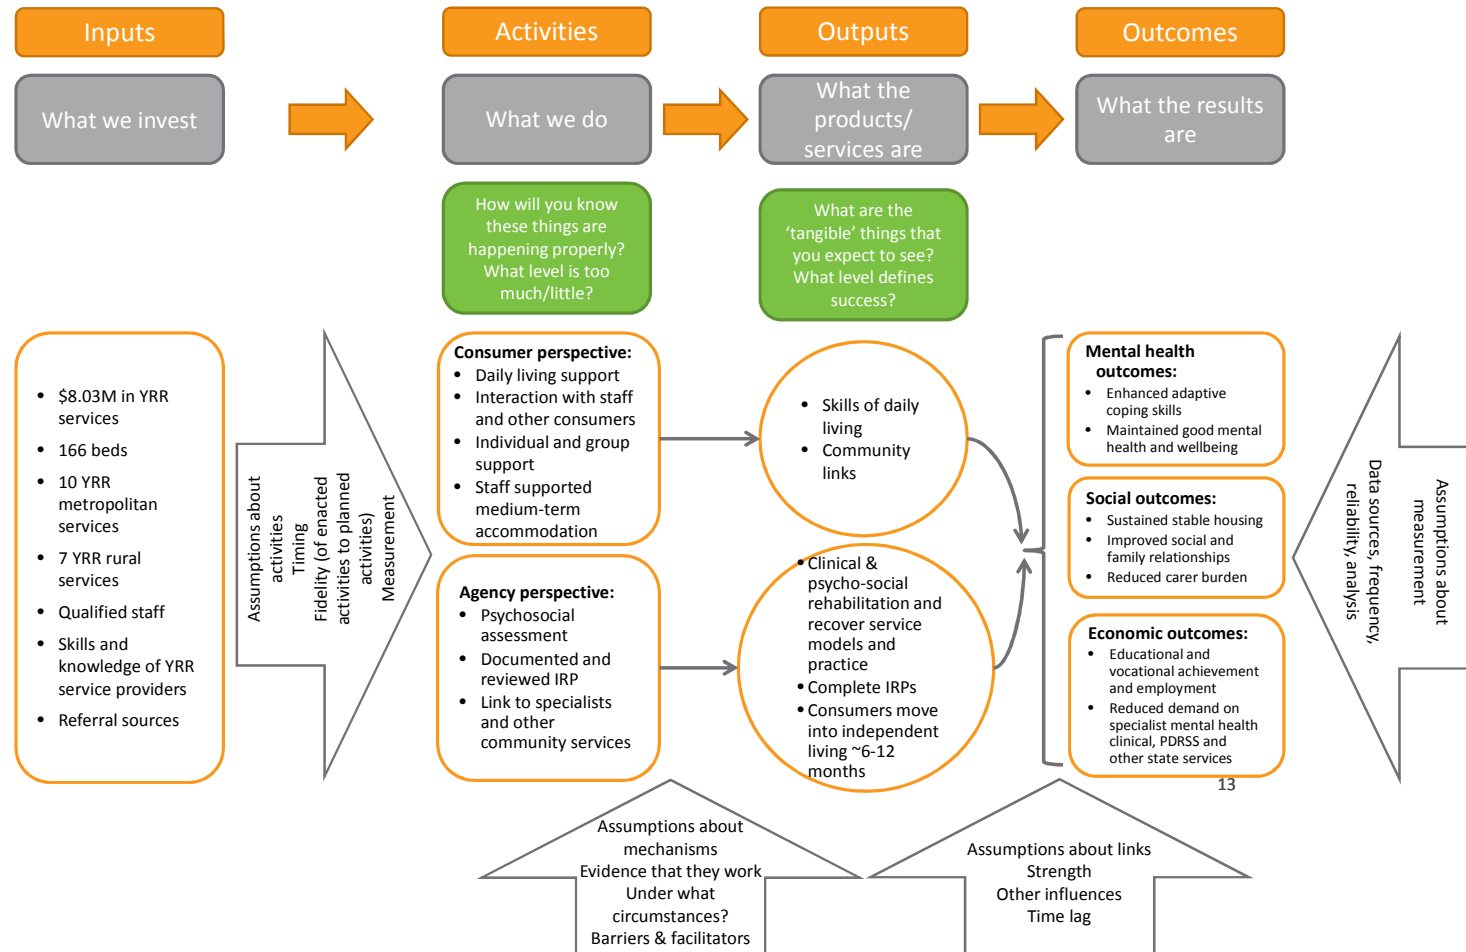 Inputs
Activities
Outputs
Outcomes
What we invest
What we do
What the
products/
services are
What the results
are
How will you know
these things are
happening properly?
What level is too
much/little?
What are the
‘tangible’ things that
you expect to see?
What level defines
success?
• $8.03M in YRR
services
• 166 beds
• 10 YRR
metropolitan
services
• 7 YRR rural
services
• Qualified staff
• Skills and
knowledge of YRR
service providers
• Referral sources
Assumptions about
activities
Timing
Fidelity (of enacted
activities to planned
activities)
Measurement
Consumer perspective:
• Daily living support
• Interaction with staff
and other consumers
• Individual and group
support
• Staff supported
medium-term
accommodation
Agency perspective:
• Psychosocial
assessment
• Documented and
reviewed IRP
• Link to specialists
and other
community services
• Skills of daily
living
• Community
links
• Clinical &
psycho-social
rehabilitation and
recover service
models and
practice
• Complete IRPs
• Consumers move
into independent
living ~6-12
months
Mental health
outcomes:
• Enhanced adaptive
coping skills
• Maintained good mental
health and wellbeing
Social outcomes:
• Sustained stable housing
• Improved social and
family relationships
• Reduced carer burden
Economic outcomes:
• Educational and
vocational achievement
and employment
• Reduced demand on
specialist mental health
clinical, PDRSS and
other state services
13
Assumptions about
measurement
Data sources, frequency,
reliability, analysis
Assumptions about
mechanisms
Evidence that they work
Under what
circumstances?
Barriers & facilitators
Assumptions about links
Strength
Other influences
Time lag